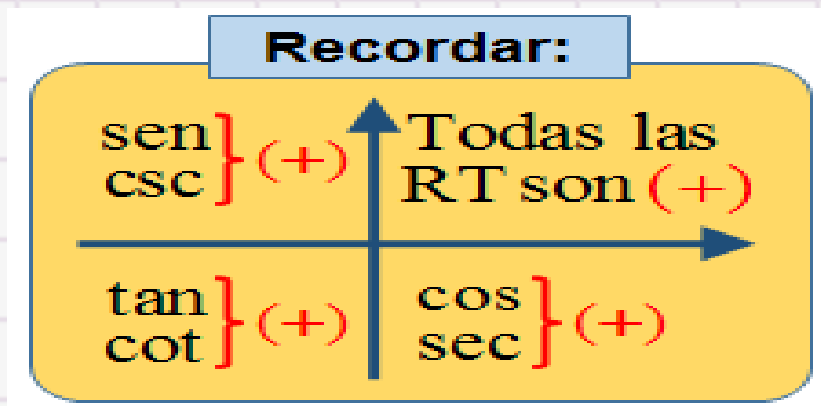 Recordar:
sen
csc } (+)
Todas las
RT son (+)
tan
cot } (+)
cos
sec } (+)